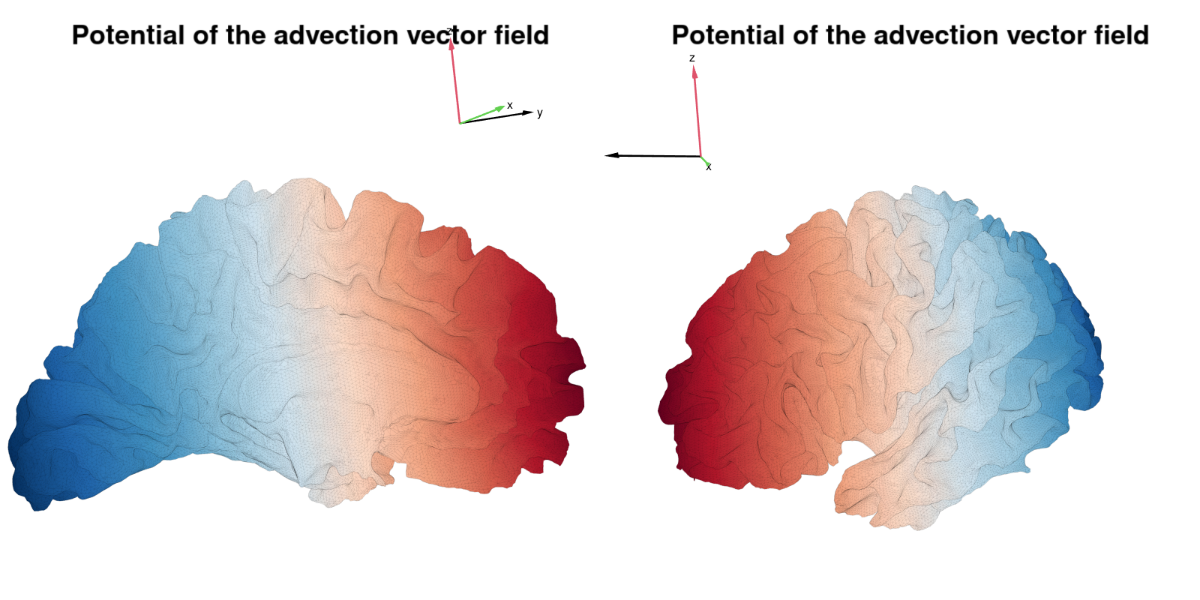 Potential of the advection vector field
Potential of the advection vector field
z
x
y
z
x